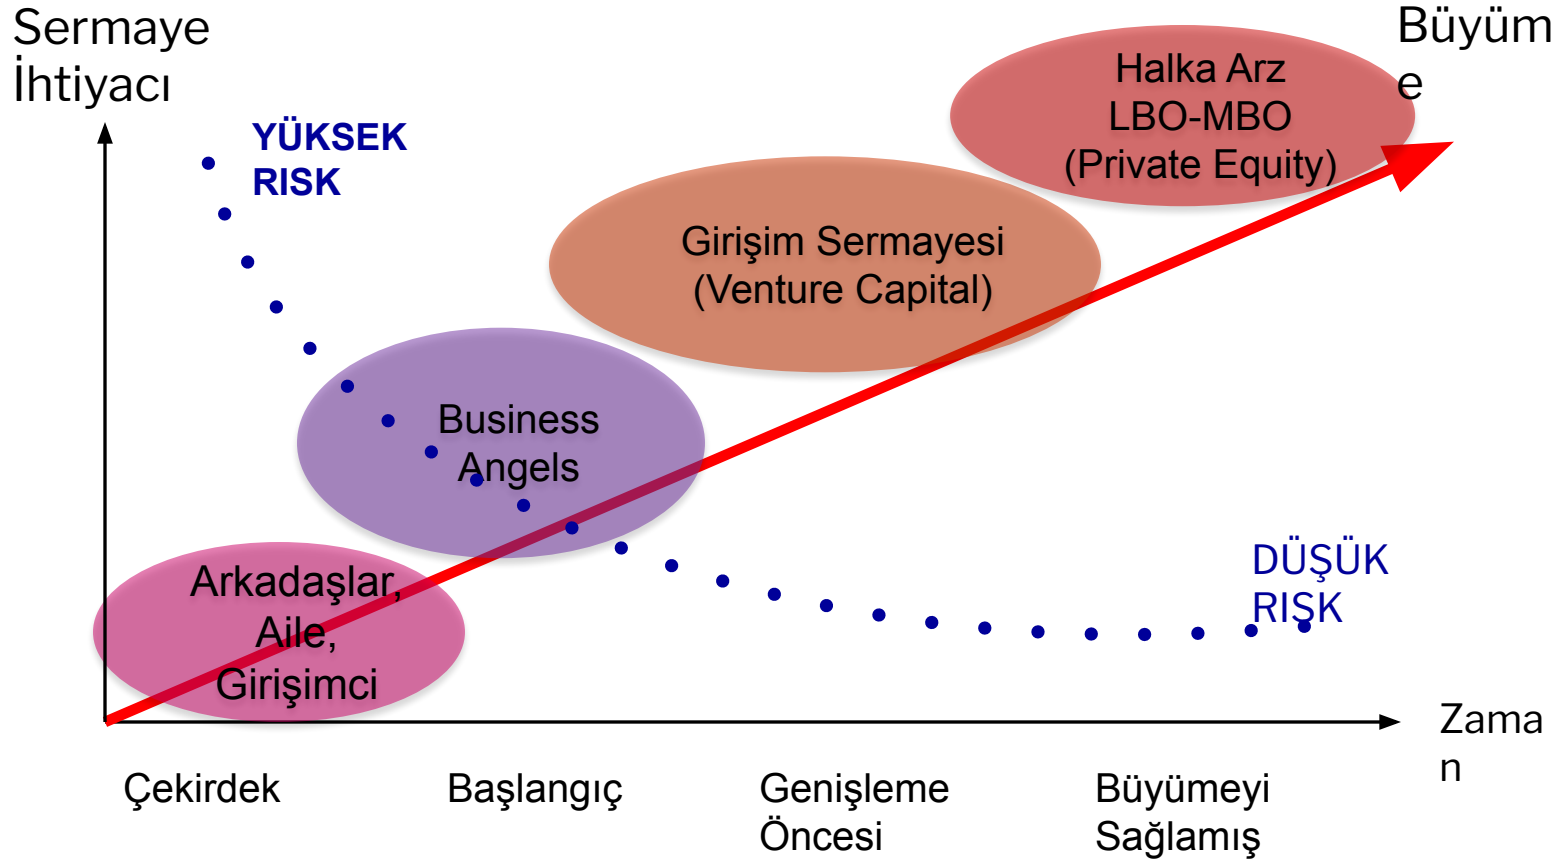 Sermaye
İhtiyacı
Büyüm
e
YÜKSEK
RISK
Halka Arz
LBO-MBO
(Private Equity)
Girişim Sermayesi
(Venture Capital)
Business
Angels
Arkadaşlar,
Aile,
Girişimci
DÜŞÜK
RISK
Zama
n
Çekirdek
Başlangıç
Genişleme
Öncesi
Büyümeyi
Sağlamış